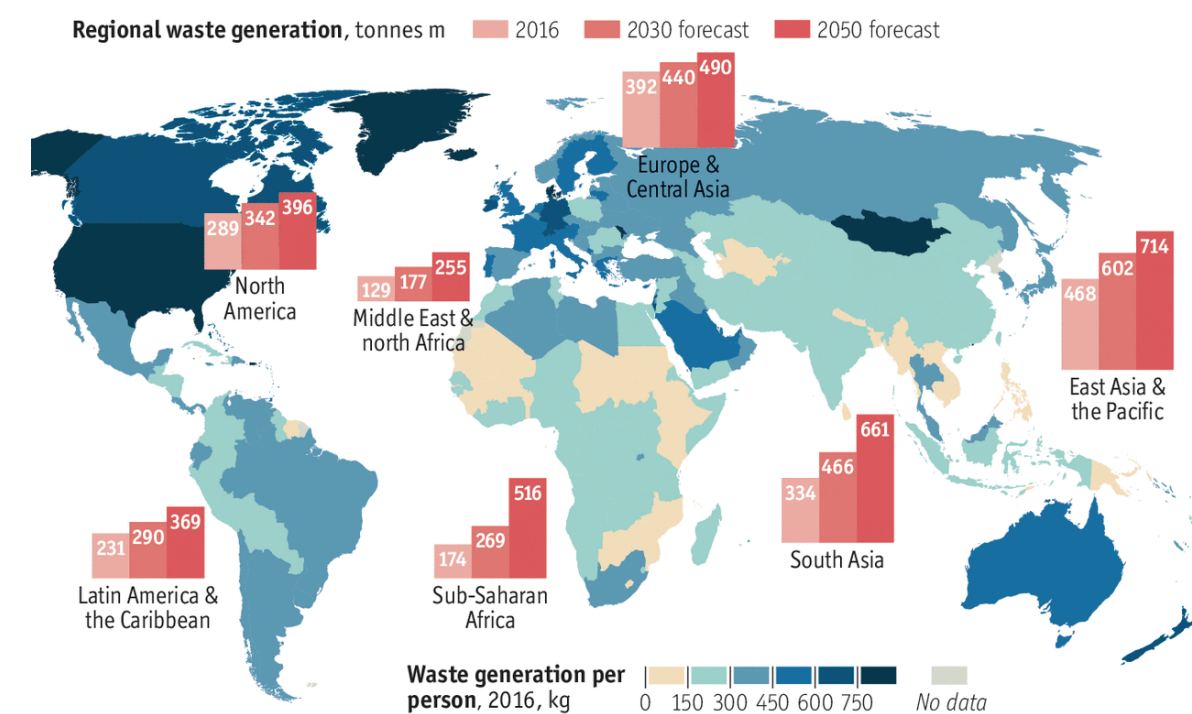 Regional waste generation, tonnes m 2016 2030 forecast 2050 forecast
392 440 490
Europe &
Central Asia
289 342 396
North
America
129 177 255
Middle East &
north Africa
468 602 714
East Asia &
the Pacific
334 466 661
South Asia
174 269 516
Sub-Saharan
Africa
231 290 369
Latin America &
the Caribbean
Waste generation per
person, 2016, kg
0 150 300 450 600 750
No data